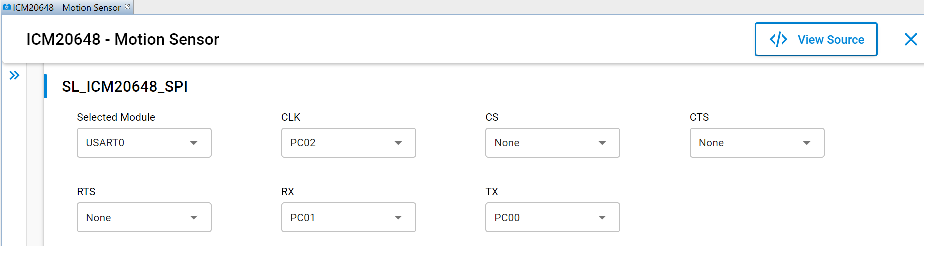 ICM20648 - Motion Sensor
ICM20648 - Motion Sensor
</> View Source
SL_ICM20648_SPI
Selected Module CLK CS CTS
USART0 PC02 None None
RTS RX TX
None PC01 PC00